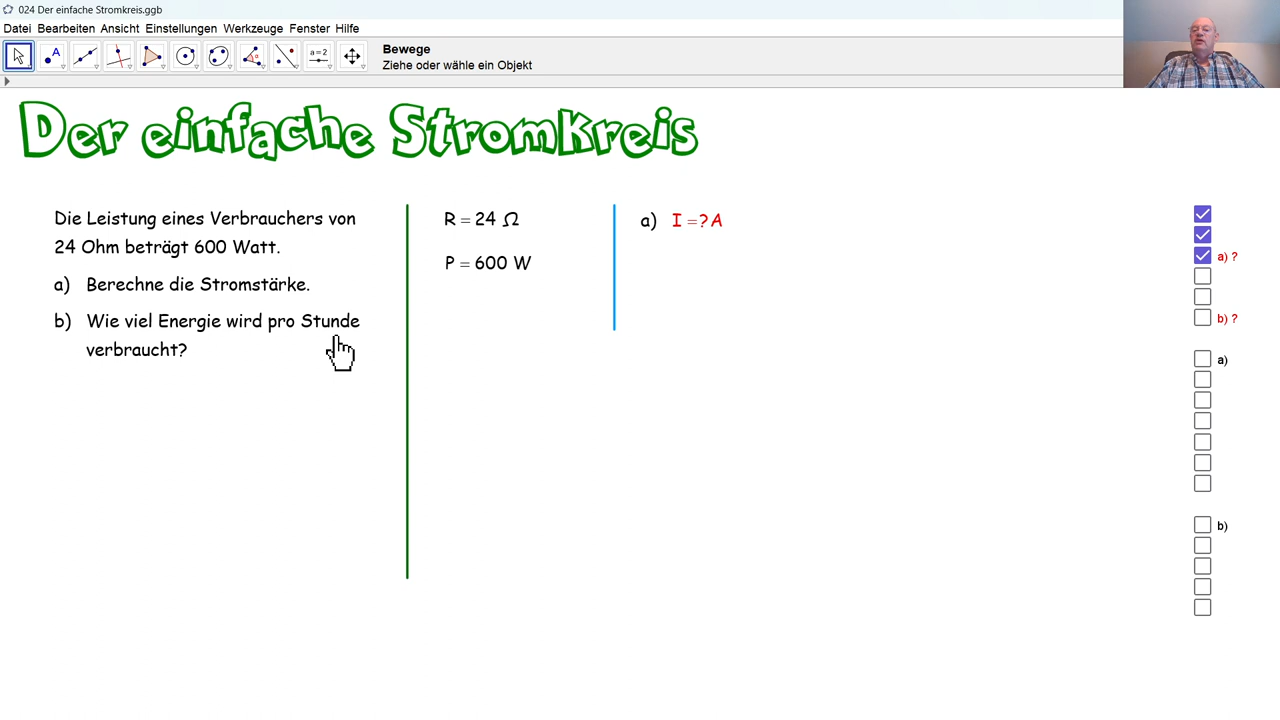 024 Der einfache Stromkreis.ggb
Datei Bearbeiten Ansicht Einstellungen Werkzeuge Fenster Hilfe
A
a=2
Bewege
Ziehe oder wähle ein Objekt
Der einfache Stromkreis
Die Leistung eines Verbrauchers von
24 Ohm beträgt 600 Watt.
a) Berechne die Stromstärke.
b) Wie viel Energie wird pro Stunde
verbraucht?
R = 24 Ω
P = 600 W
a) I =? A
a) ?
b) ?
a)
b)